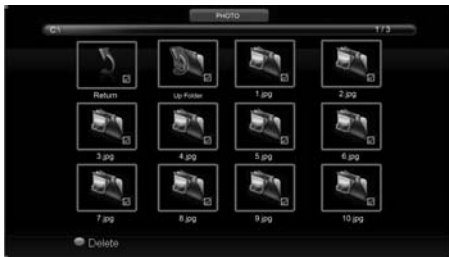 PHOTO
C:\ 1/3
Return Up Folder 1.jpg 2.jpg
3.jpg 4.jpg 5.jpg 6.jpg
7.jpg 8.jpg 9.jpg 10.jpg
Delete